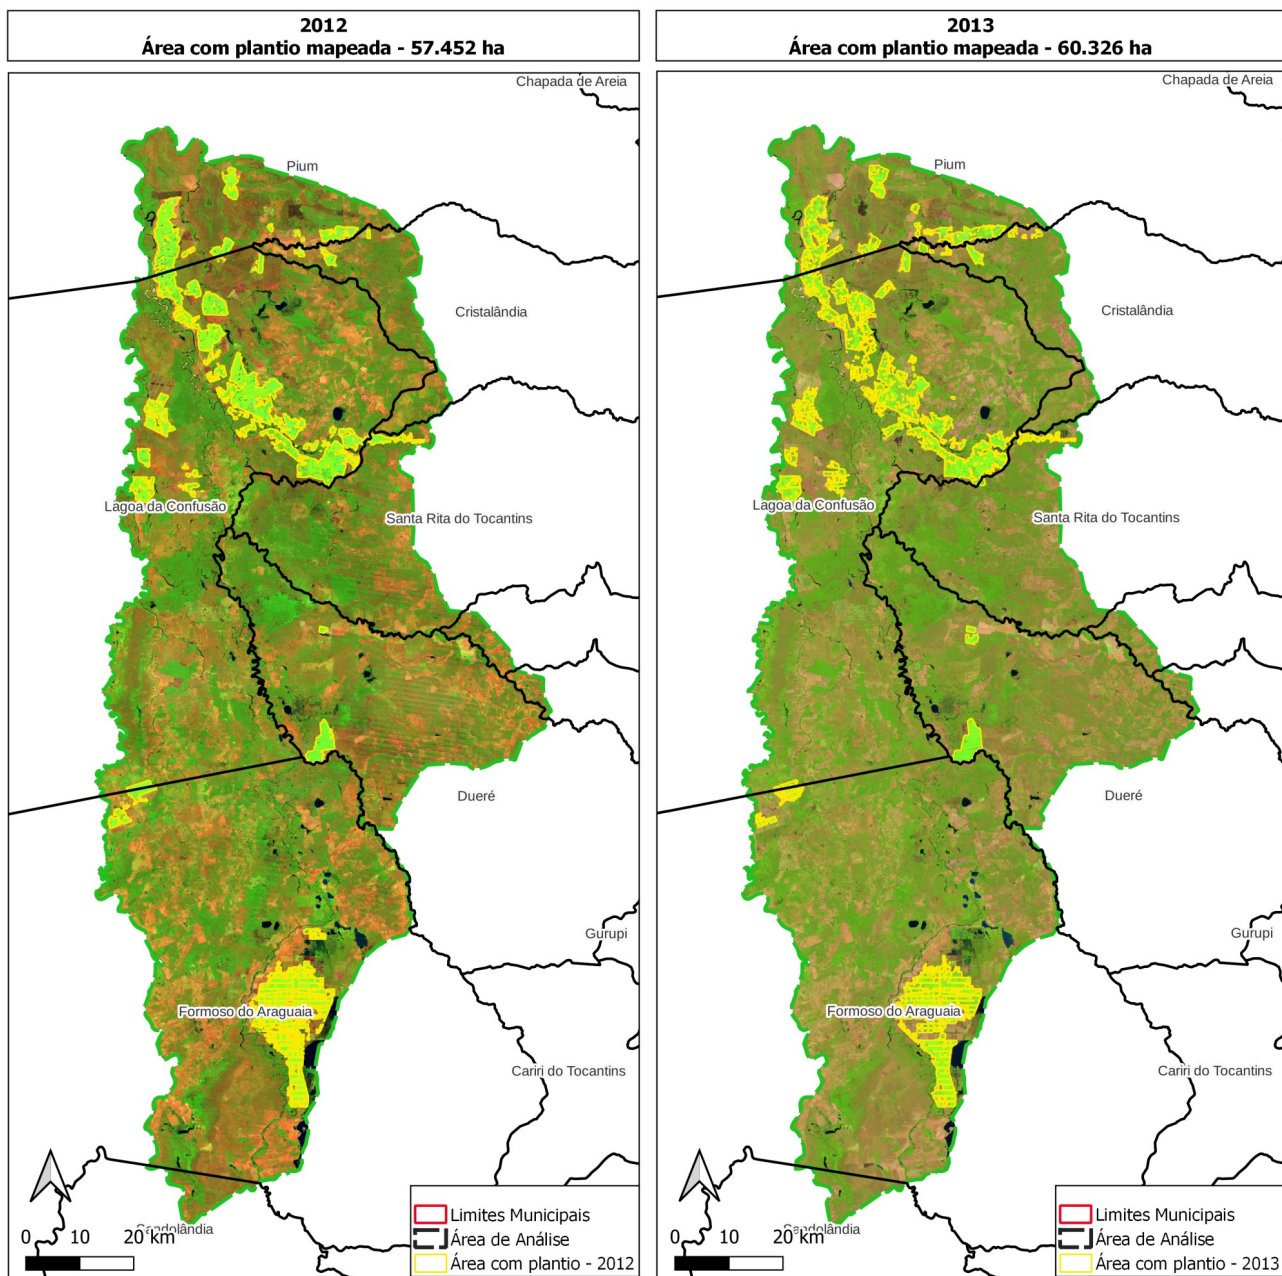 2012
Área com plantio mapeada - 57.452 ha
Chapada de Areia
Pium
Cristalândia
Lagoa da Confusão
Santa Rita do Tocantins
Dueré
Gurupi
Formoso do Araguaia
Cariri do Tocantins
Sandolândia
0 10 20 km
Limites Municipais
Área de Análise
Área com plantio - 2012
2013
Área com plantio mapeada - 60.326 ha
Chapada de Areia
Pium
Cristalândia
Lagoa da Confusão
Santa Rita do Tocantins
Dueré
Gurupi
Formoso do Araguaia
Cariri do Tocantins
Sandolândia
0 10 20 km
Limites Municipais
Área de Análise
Área com plantio - 2013